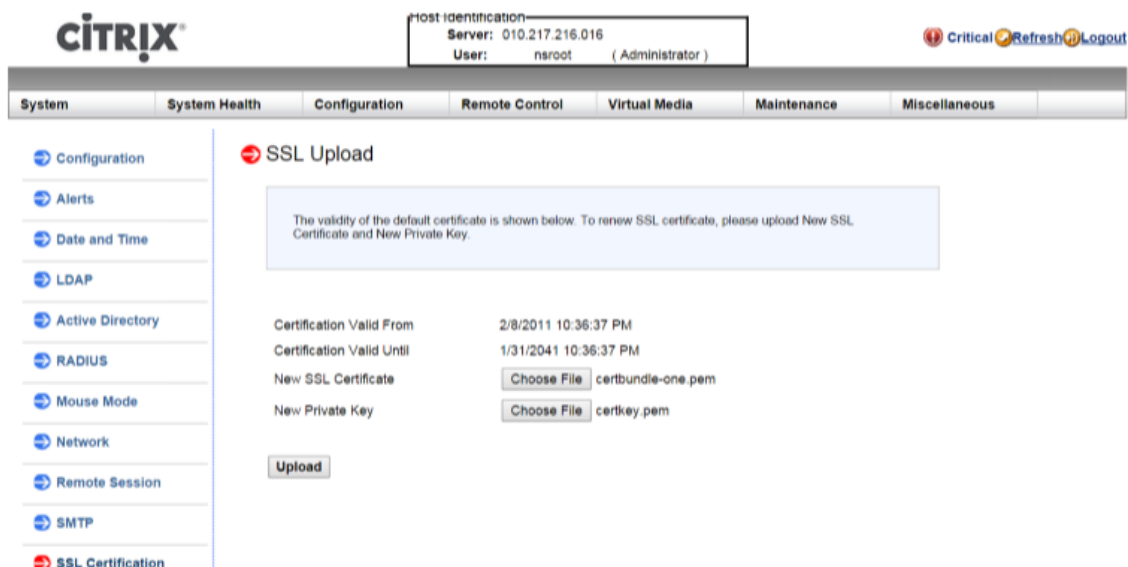 CİTRIX
Host Identification
Server: 010.217.216.016
User: nsroot ( Administrator )
Critical Refresh Logout
System System Health Configuration Remote Control Virtual Media Maintenance Miscellaneous
Configuration
Alerts
Date and Time
LDAP
Active Directory
RADIUS
Mouse Mode
Network
Remote Session
SMTP
SSL Certification
SSL Upload
The validity of the default certificate is shown below. To renew SSL certificate, please upload New SSL
Certificate and New Private Key.
Certification Valid From 2/8/2011 10:36:37 PM
Certification Valid Until 1/31/2041 10:36:37 PM
New SSL Certificate Choose File certbundle-one.pem
New Private Key Choose File certkey.pem
Upload